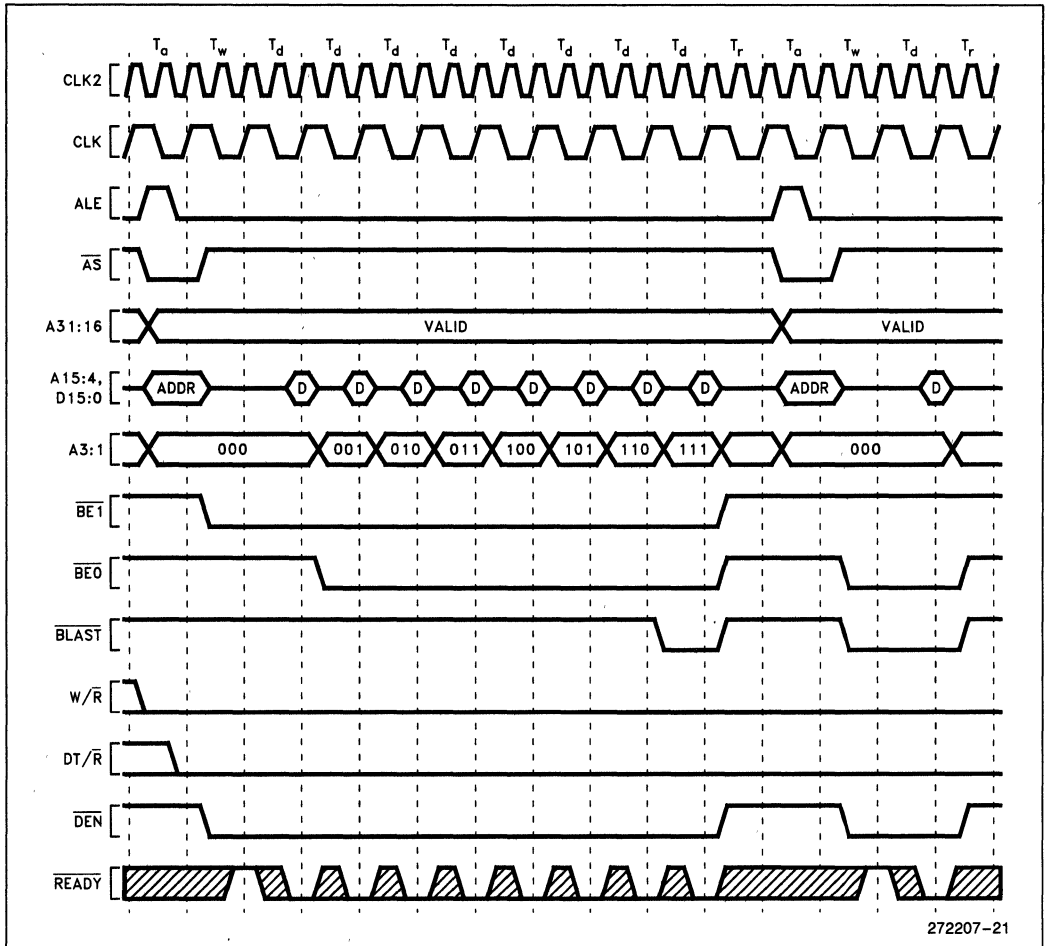 Ta Tw Td Td Td Td Td Td Td Td Tr Ta Tw Td Tr
CLK2
CLK
ALE
AS
A31:16 VALID VALID
A15:4, D15:0 ADDR D D D D D D D D ADDR D
A3:1 000 001 010 011 100 101 110 111 000
BE1
BE0
BLAST
W/R
DT/R
DEN
READY
272207-21